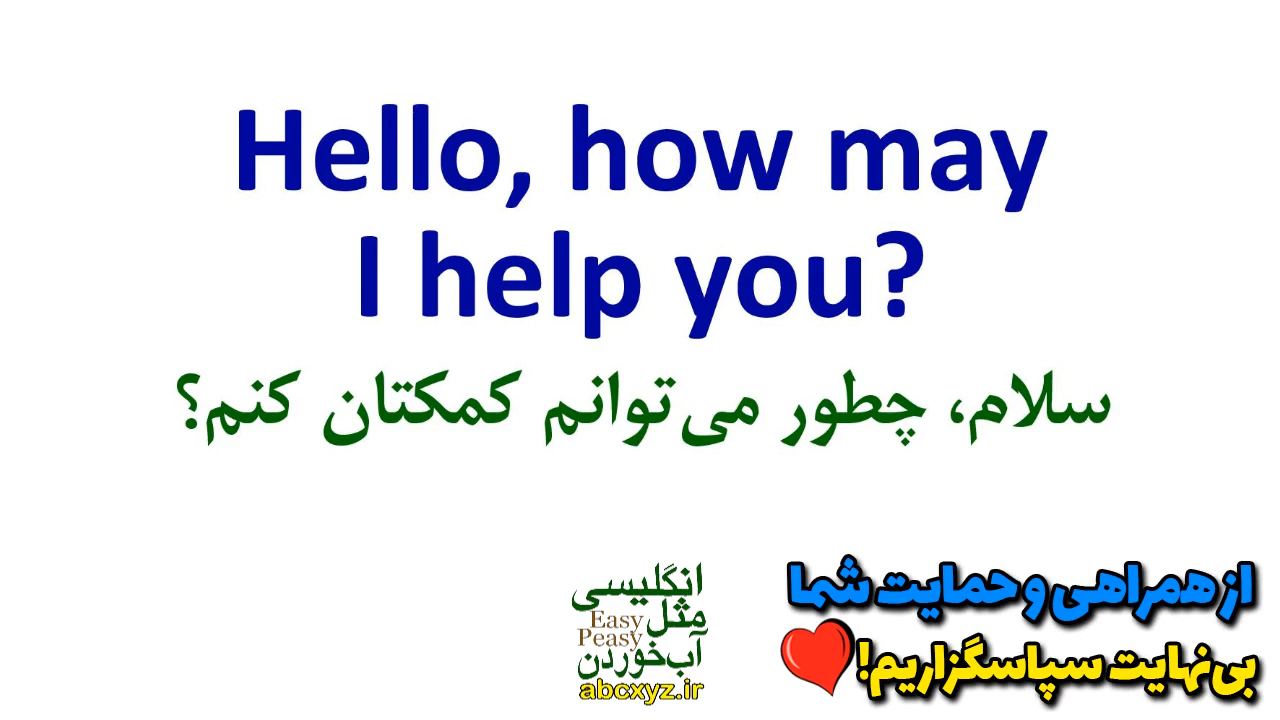 Hello, how may
I help you?
سلام، چطور می‌توانم کمکتان کنم؟
انگلیسی
مثل
Easy
Peasy
آب‌خوردن
abcxyz.ir
از همراهی و حمایت شما
بی‌نهایت سپاسگزاریم!